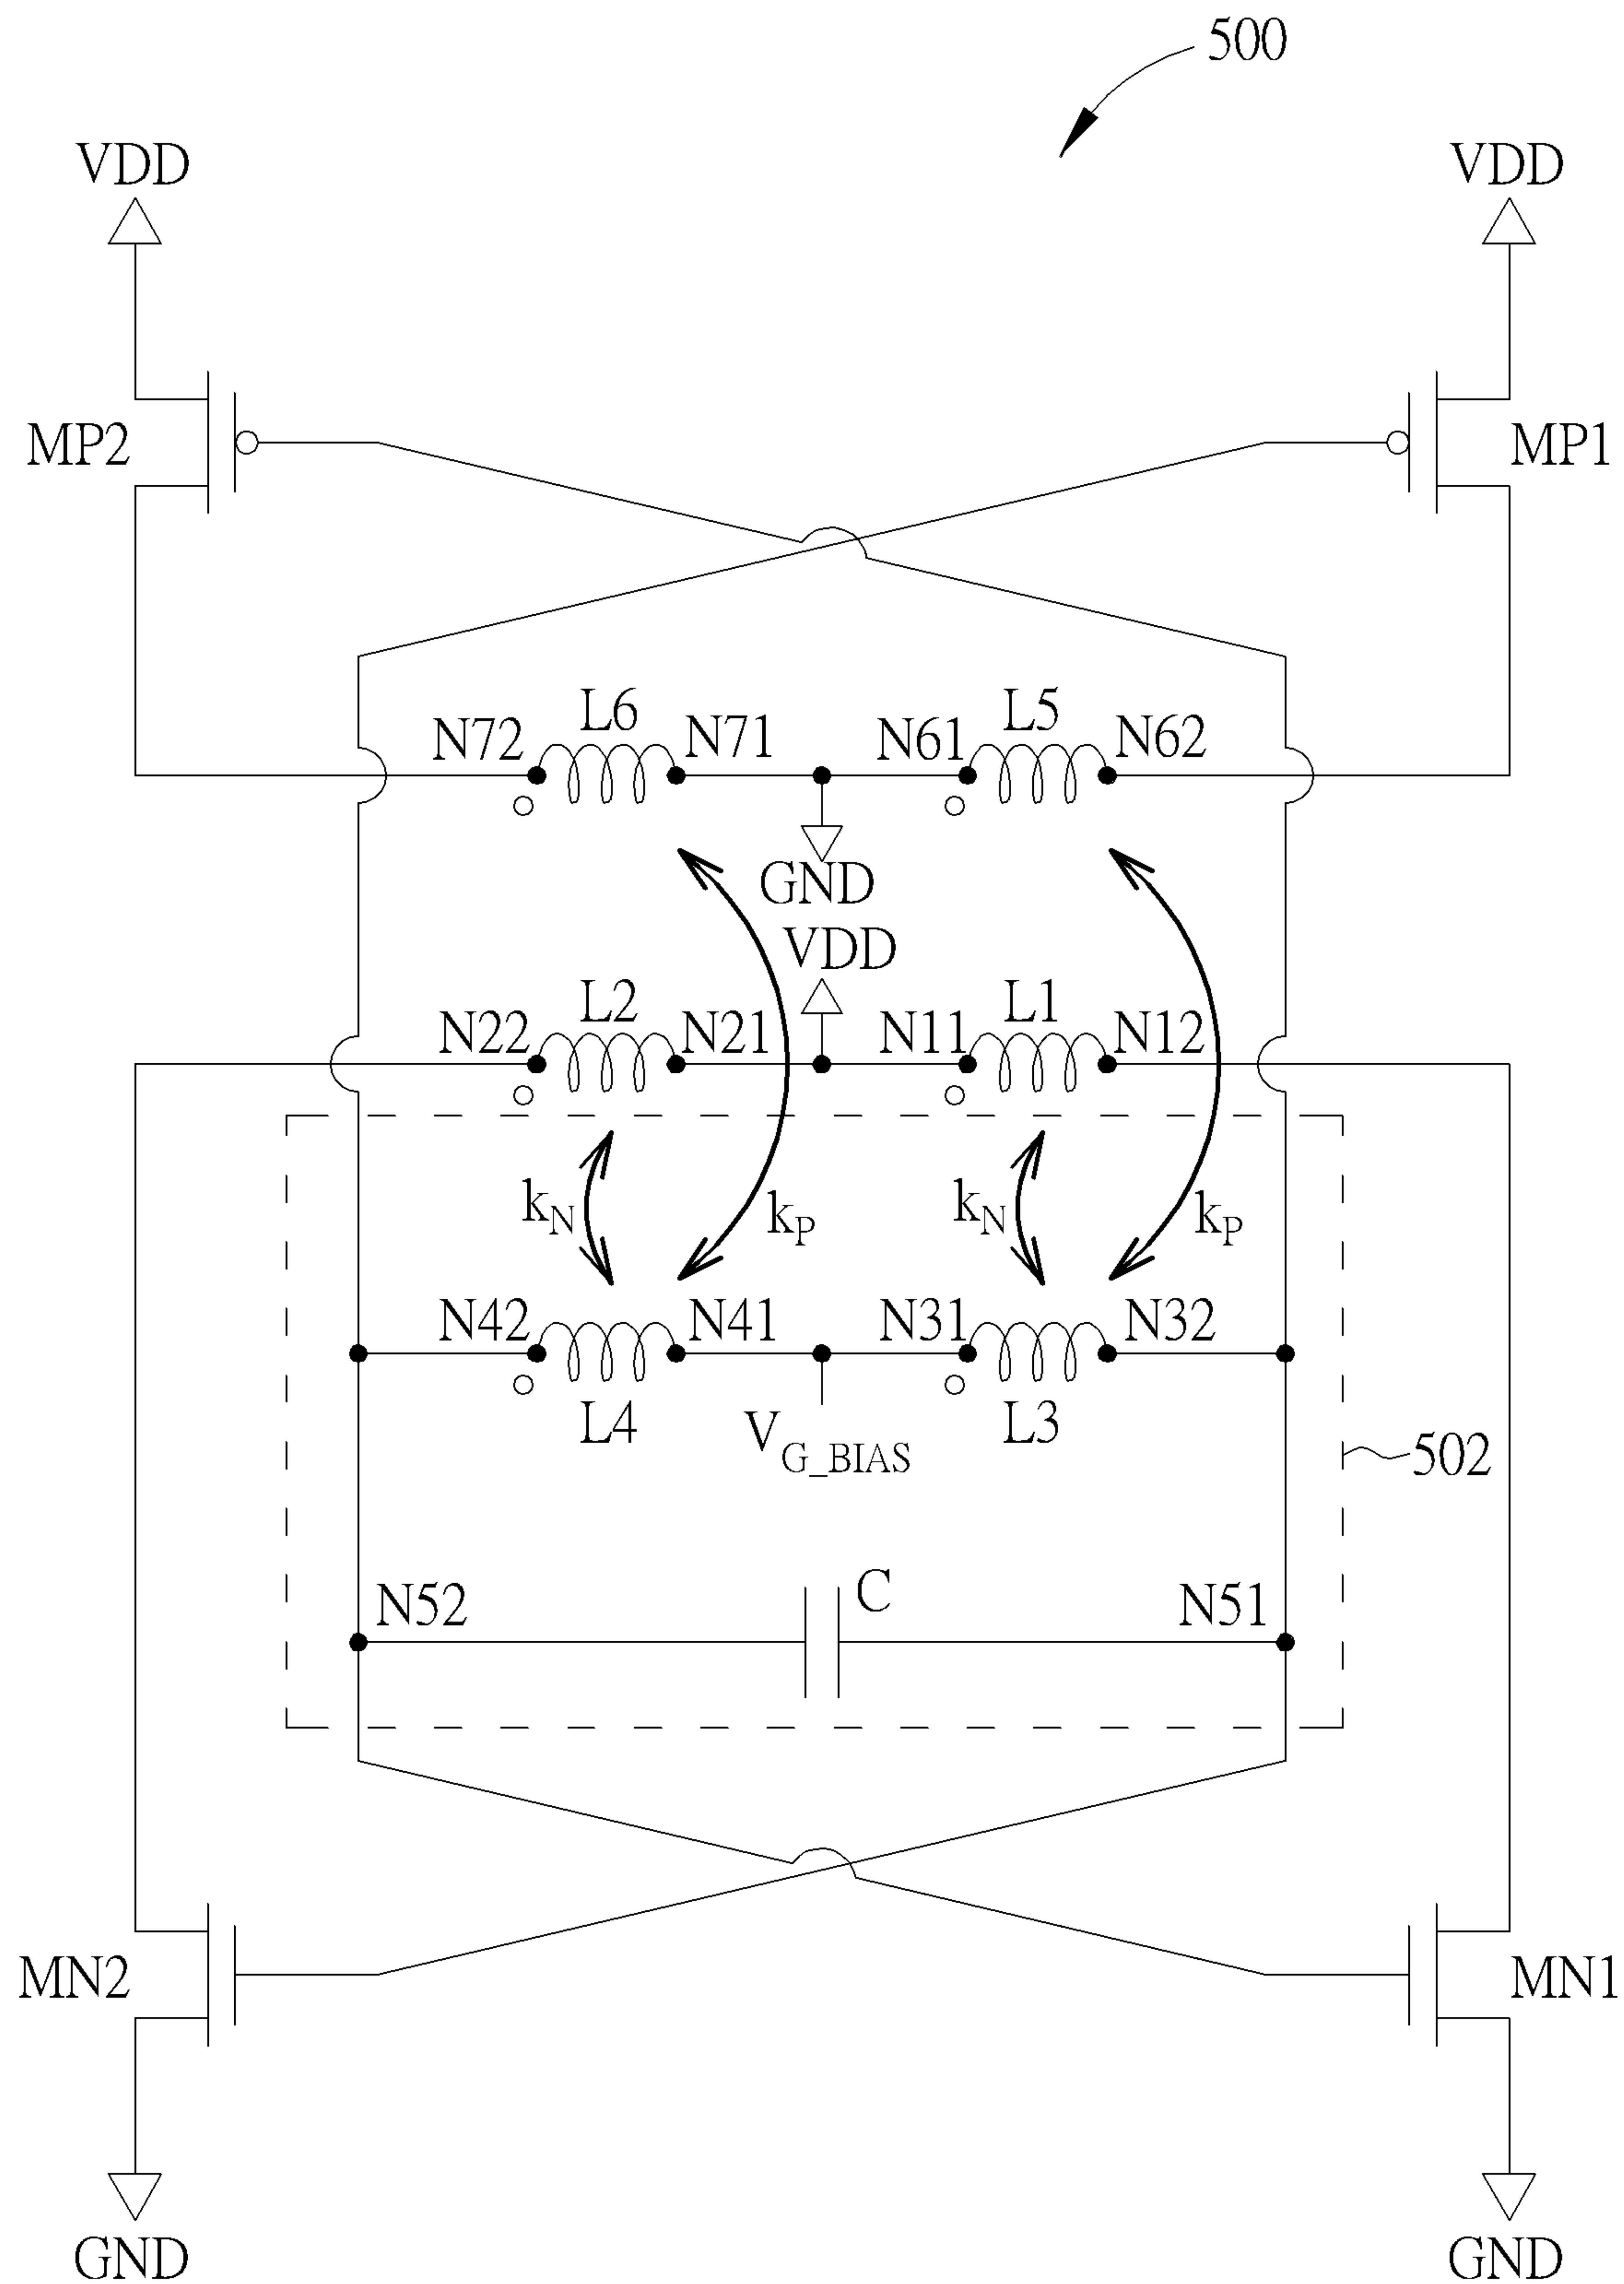 500
VDD
VDD
MP2
MP1
L6
L5
N72
N71
N61
N62
GND
VDD
L2
L1
N22
N21
N11
N12
kN
kP
kN
kP
N42
N41
N31
N32
L4
VG_BIAS
L3
502
C
N52
N51
MN2
MN1
GND
GND